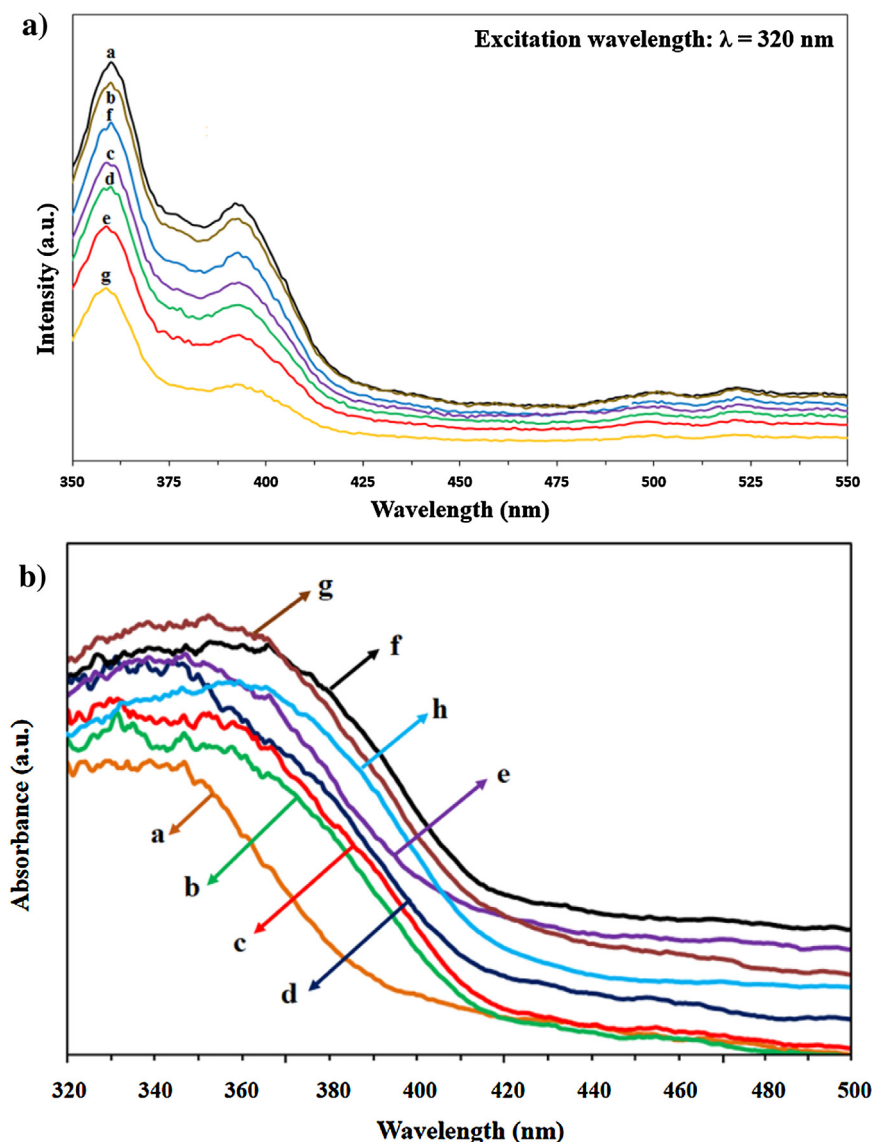 a)
Excitation wavelength: λ = 320 nm
a
b
f
c
d
e
g
Intensity (a.u.)
350 375 400 425 450 475 500 525 550
Wavelength (nm)
b)
g
f
h
e
a
b
c
d
Absorbance (a.u.)
320 340 360 380 400 420 440 460 480 500
Wavelength (nm)